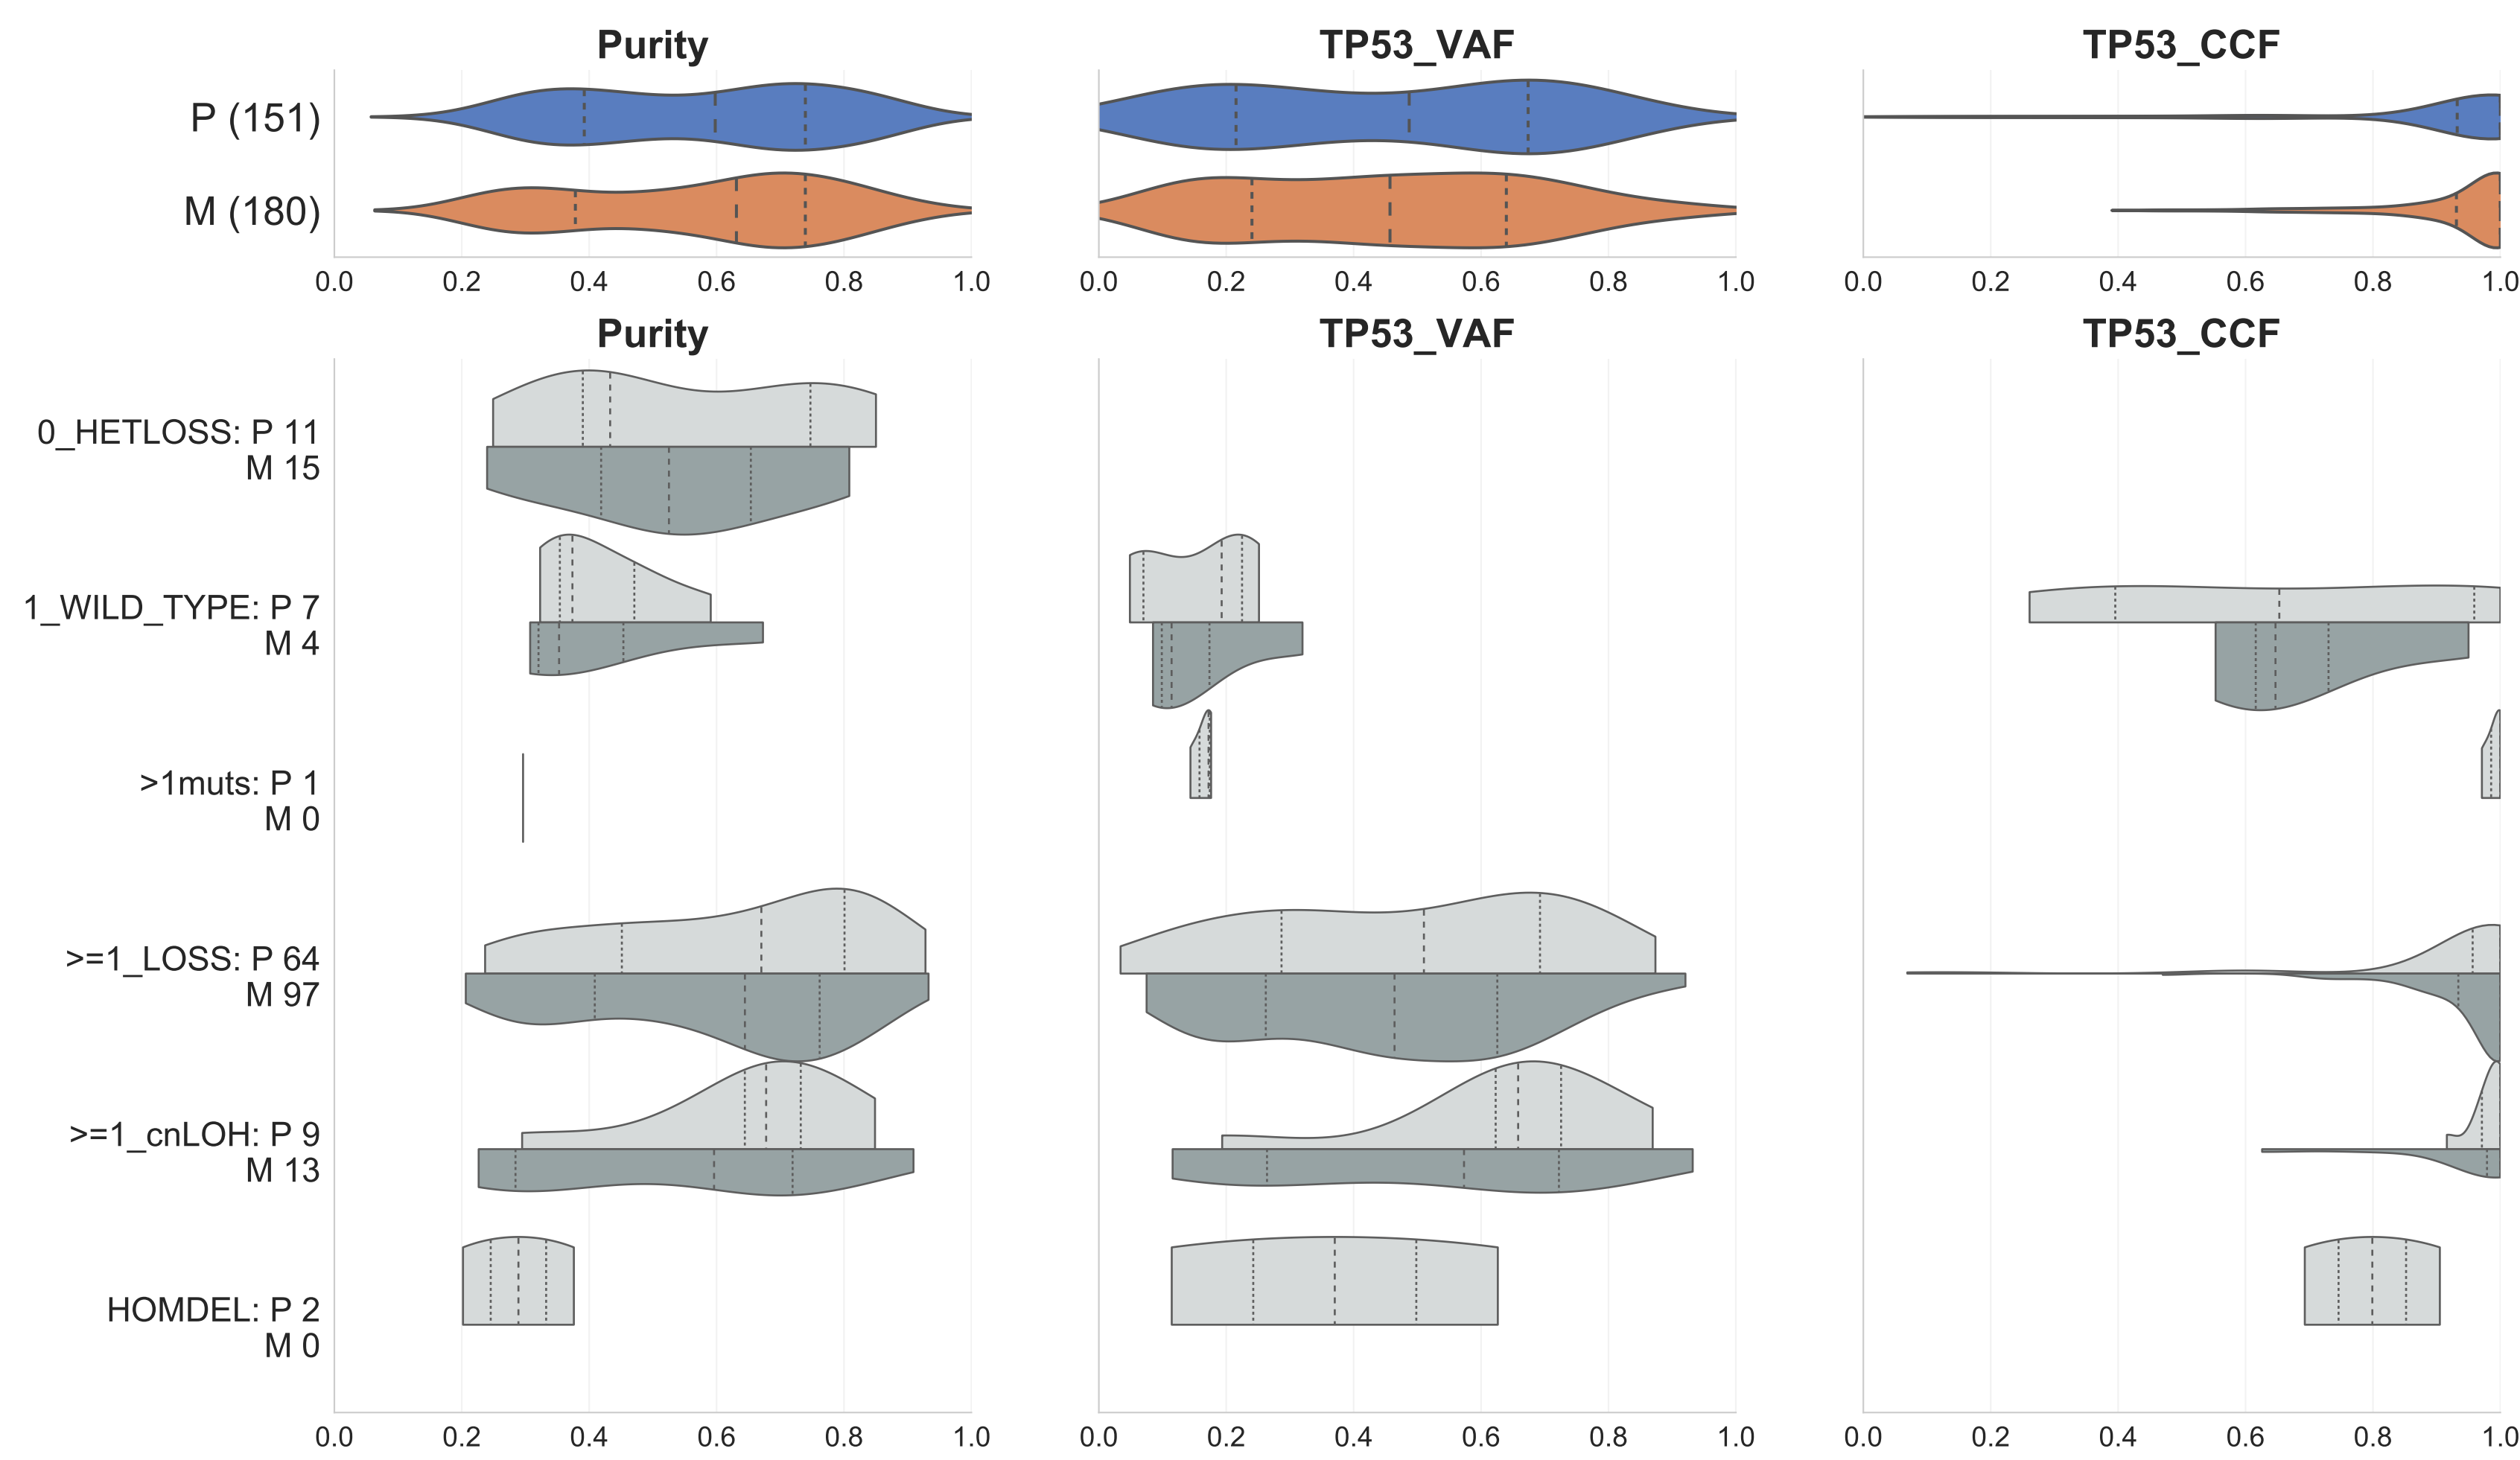 Purity TP53_VAF TP53_CCF
P (151)
M (180)
0.0 0.2 0.4 0.6 0.8 1.0 0.0 0.2 0.4 0.6 0.8 1.0 0.0 0.2 0.4 0.6 0.8 1.0
Purity TP53_VAF TP53_CCF
0_HETLOSS: P 11
M 15
1_WILD_TYPE: P 7
M 4
>1muts: P 1
M 0
>=1_LOSS: P 64
M 97
>=1_cnLOH: P 9
M 13
HOMDEL: P 2
M 0
0.0 0.2 0.4 0.6 0.8 1.0 0.0 0.2 0.4 0.6 0.8 1.0 0.0 0.2 0.4 0.6 0.8 1.0